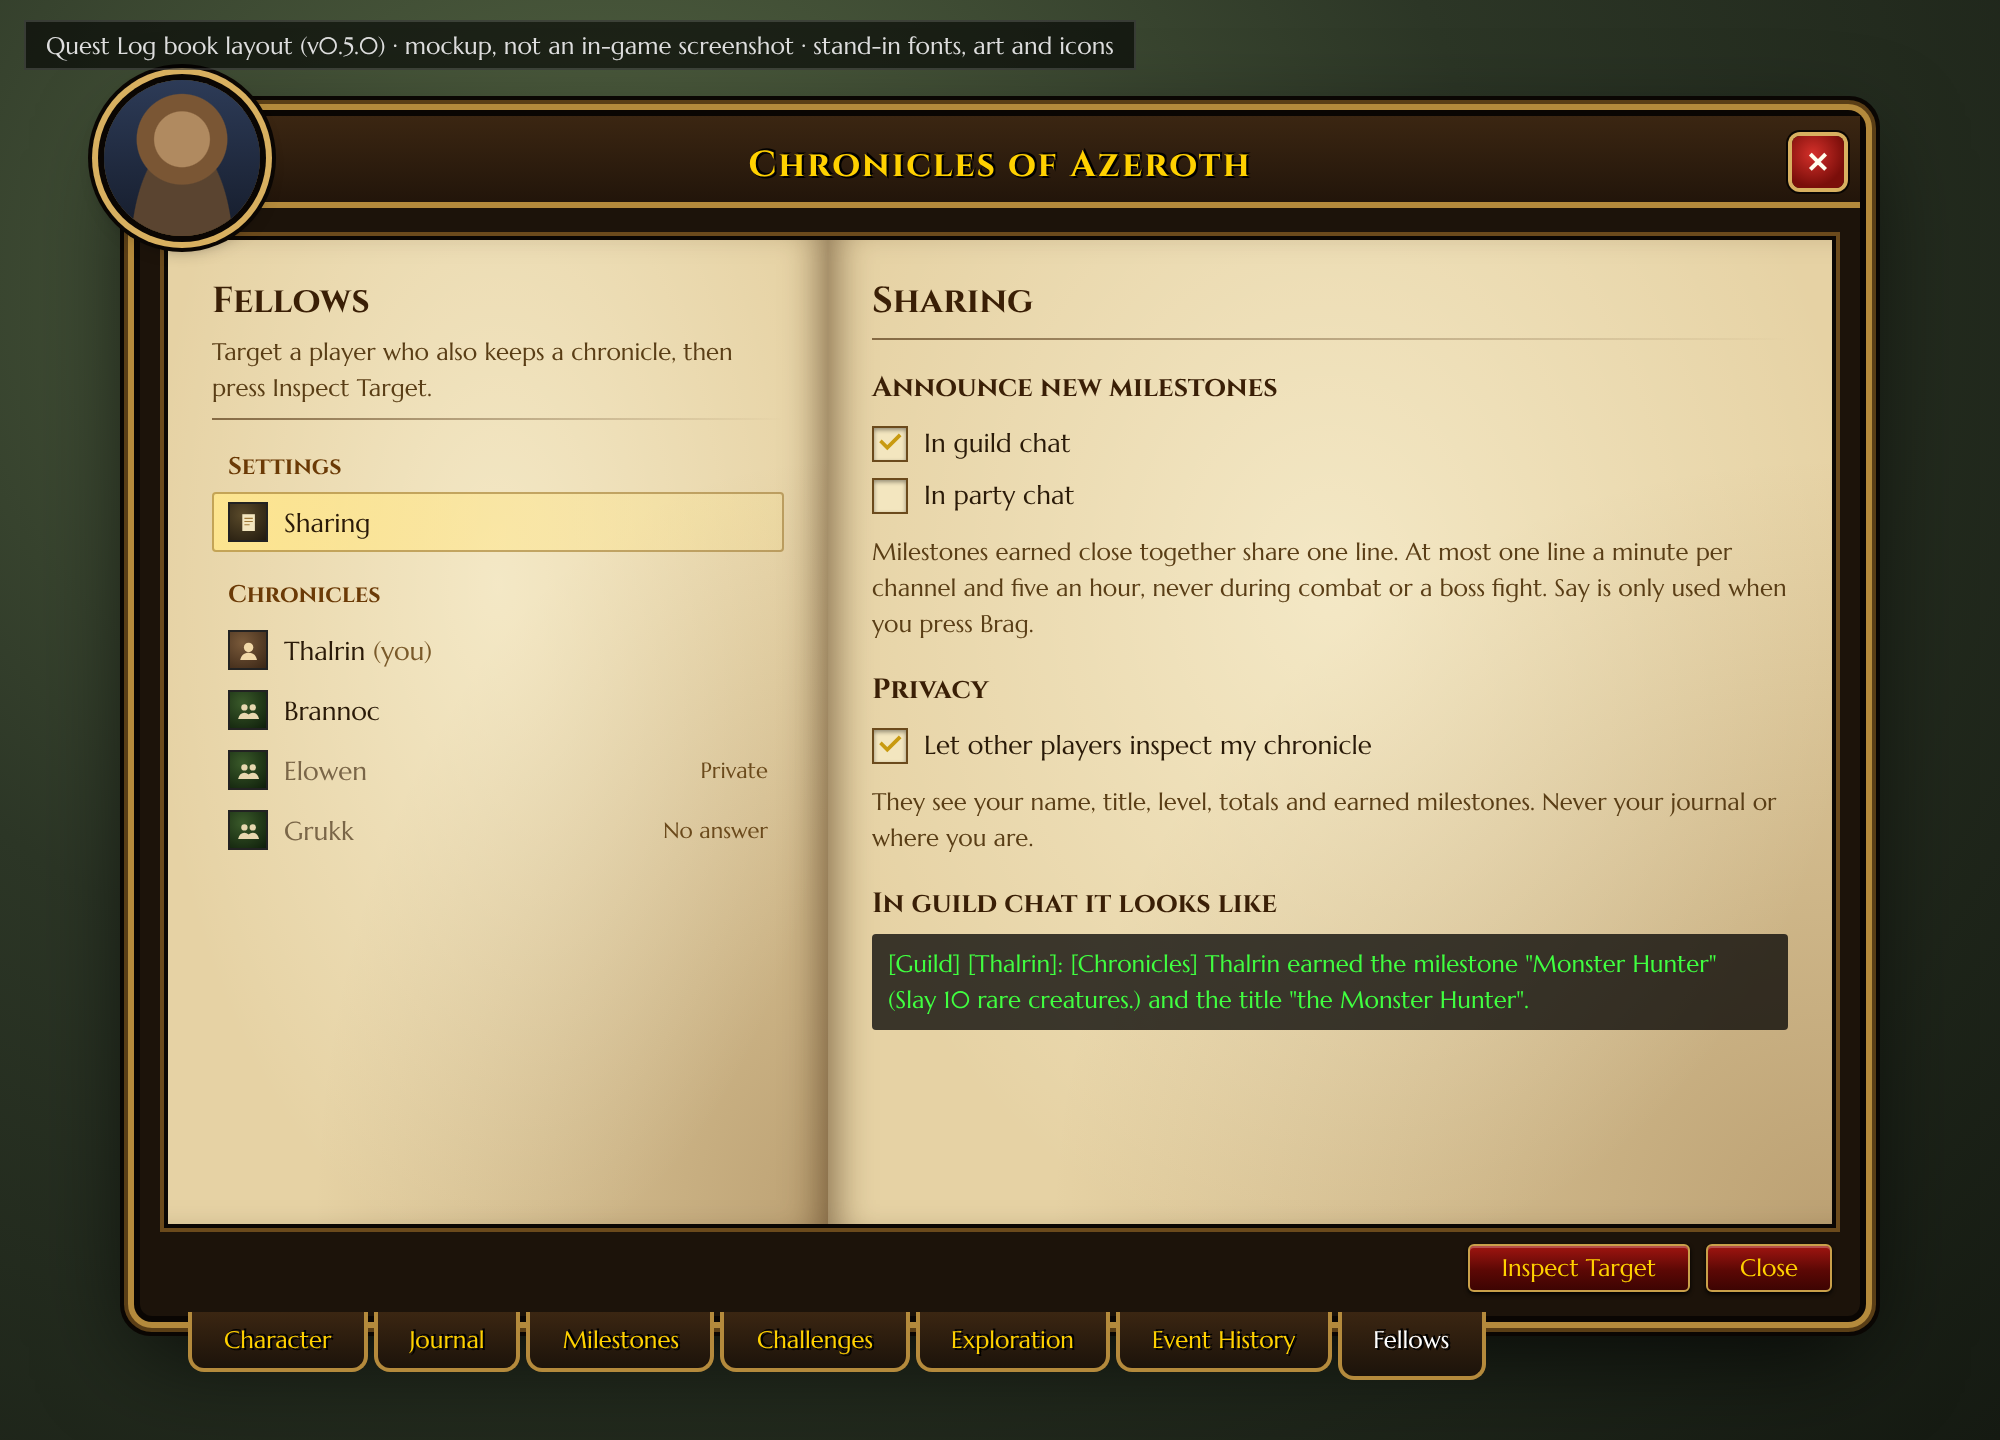 Quest Log book layout (v0.5.0) · mockup, not an in-game screenshot · stand-in fonts, art and icons
Chronicles of Azeroth
Fellows
Target a player who also keeps a chronicle, then
press Inspect Target.
Settings
Sharing
Chronicles
Thalrin (you)
Brannoc
Elowen Private
Grukk No answer
Sharing
Announce new milestones
In guild chat
In party chat
Milestones earned close together share one line. At most one line a minute per
channel and five an hour, never during combat or a boss fight. Say is only used when
you press Brag.
Privacy
Let other players inspect my chronicle
They see your name, title, level, totals and earned milestones. Never your journal or
where you are.
In guild chat it looks like
[Guild] [Thalrin]: [Chronicles] Thalrin earned the milestone "Monster Hunter"
(Slay 10 rare creatures.) and the title "the Monster Hunter".
Inspect Target
Close
Character
Journal
Milestones
Challenges
Exploration
Event History
Fellows